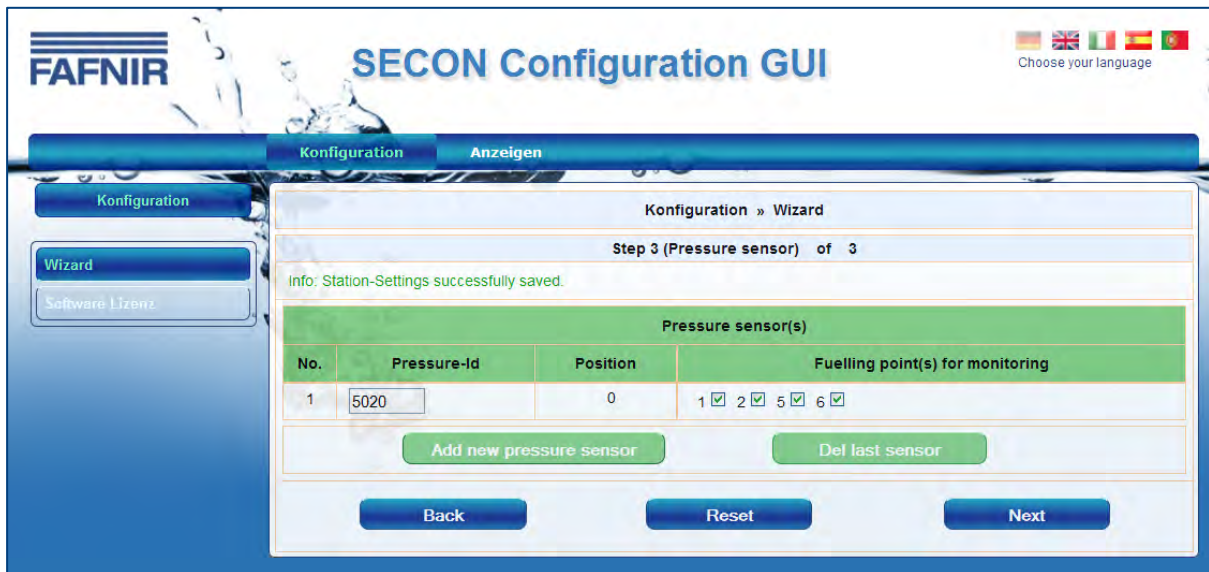 FAFNIR
SECON Configuration GUI
Choose your language
Konfiguration Anzeigen
Konfiguration
Wizard
Software Lizenz
Konfiguration » Wizard
Step 3 (Pressure sensor) of 3
Info: Station-Settings successfully saved.
Pressure sensor(s)
No. Pressure-Id Position Fuelling point(s) for monitoring
1 5020 0 1 2 5 6
Add new pressure sensor Del last sensor
Back Reset Next